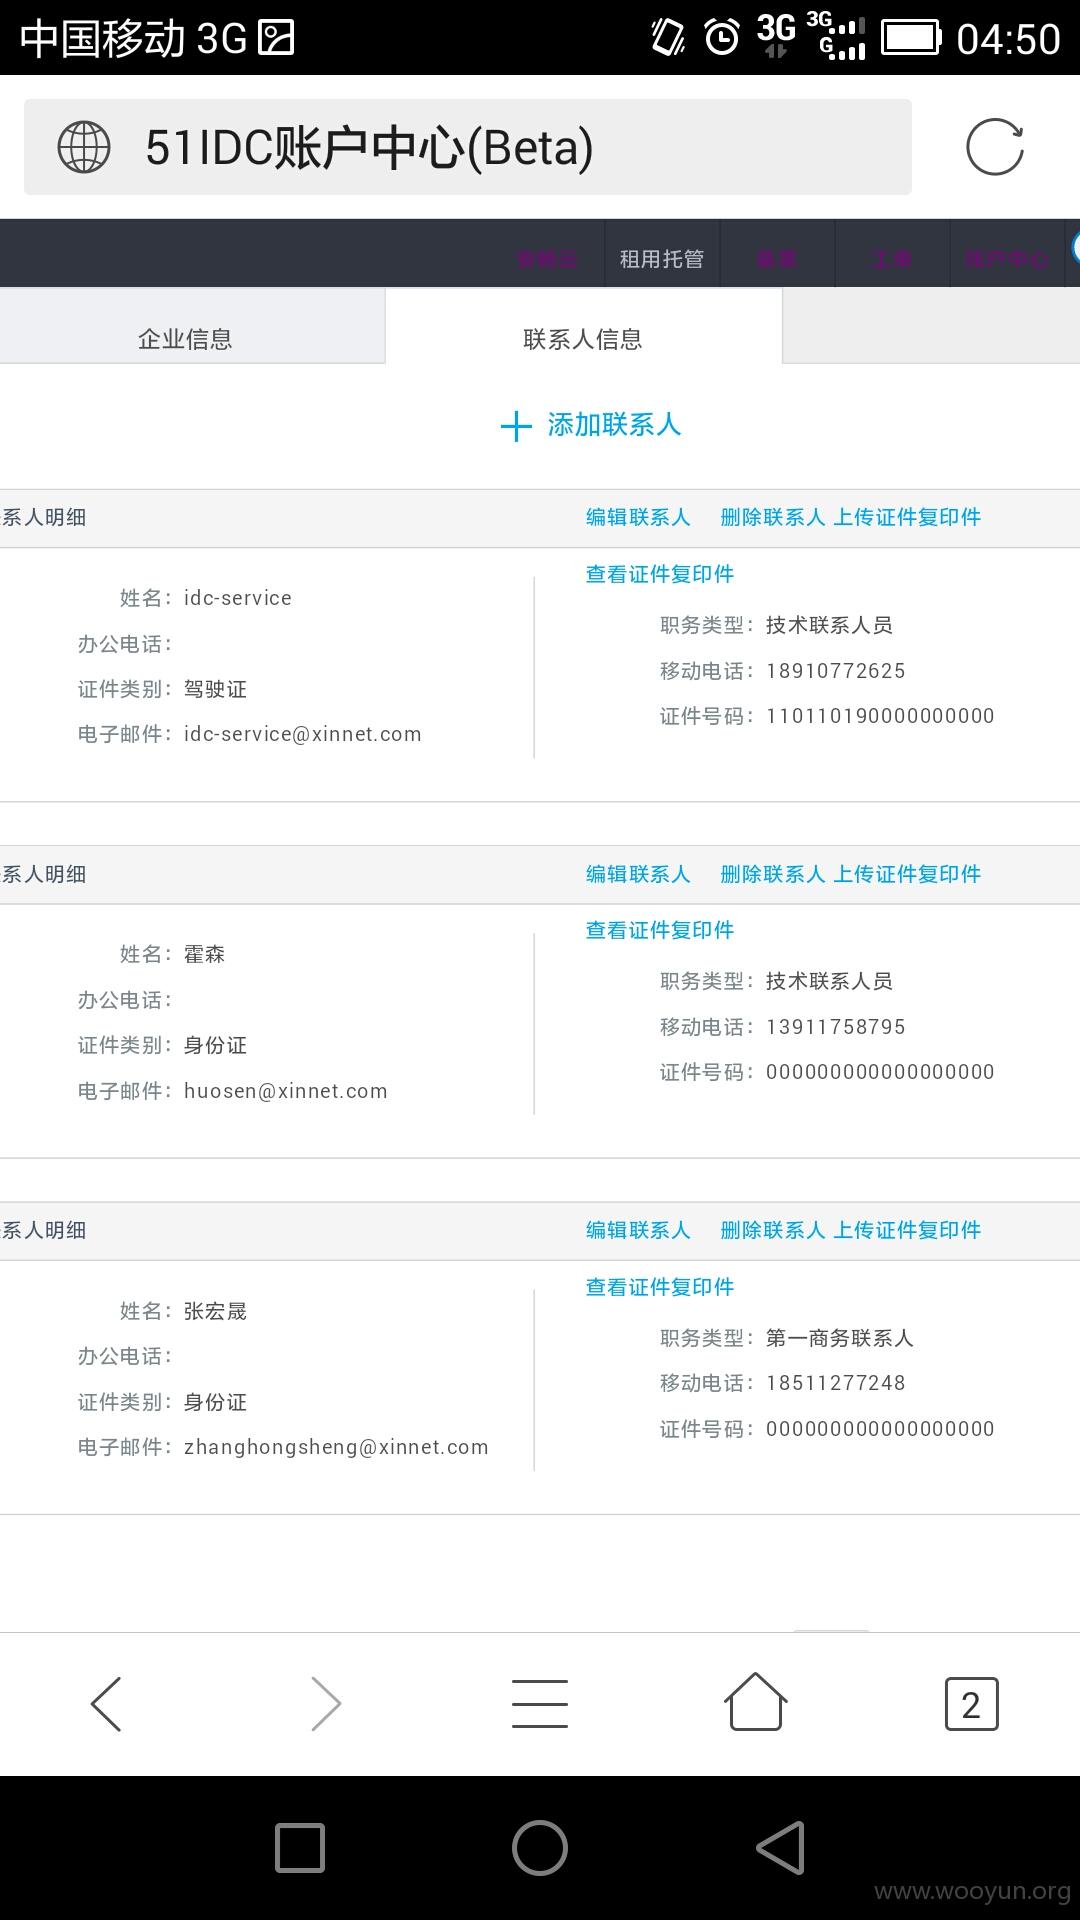 中国移动 3G 3G 3G G 04:50
51IDC账户中心(Beta)
租用托管 备案 工单 账户中心
企业信息 联系人信息
添加联系人
系人明细 编辑联系人 删除联系人 上传证件复印件
查看证件复印件
姓名： idc-service
职务类型： 技术联系人员
办公电话：
移动电话： 18910772625
证件类别： 驾驶证
证件号码： 110110190000000000
电子邮件： idc-service@xinnet.com
系人明细 编辑联系人 删除联系人 上传证件复印件
查看证件复印件
姓名： 霍森
职务类型： 技术联系人员
办公电话：
移动电话： 13911758795
证件类别： 身份证
证件号码： 000000000000000000
电子邮件： huosen@xinnet.com
系人明细 编辑联系人 删除联系人 上传证件复印件
查看证件复印件
姓名： 张宏晟
职务类型： 第一商务联系人
办公电话：
移动电话： 18511277248
证件类别： 身份证
证件号码： 000000000000000000
电子邮件： zhanghongsheng@xinnet.com
2
www.wooyun.org